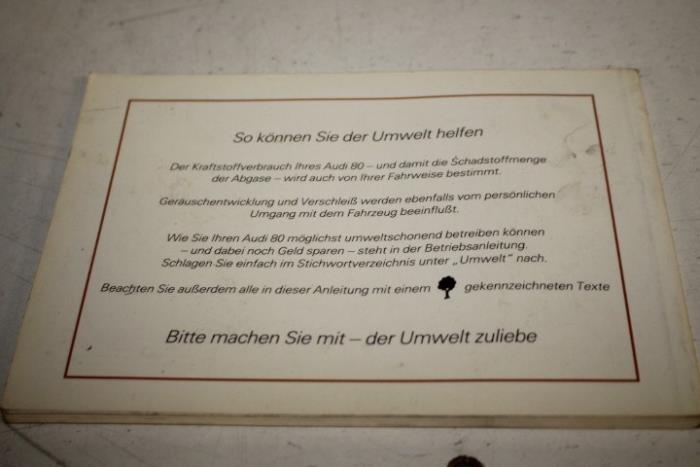 So können Sie der Umwelt helfen
Der Kraftstoffverbrauch Ihres Audi 80 – und damit die Schadstoffmenge
der Abgase – wird auch von Ihrer Fahrweise bestimmt.
Geräuschentwicklung und Verschleiß werden ebenfalls vom persönlichen
Umgang mit dem Fahrzeug beeinflußt.
Wie Sie Ihren Audi 80 möglichst umweltschonend betreiben können
– und dabei noch Geld sparen – steht in der Betriebsanleitung.
Schlagen Sie einfach im Stichwortverzeichnis unter „Umwelt" nach.
Beachten Sie außerdem alle in dieser Anleitung mit einem gekennzeichneten Texte
Bitte machen Sie mit – der Umwelt zuliebe